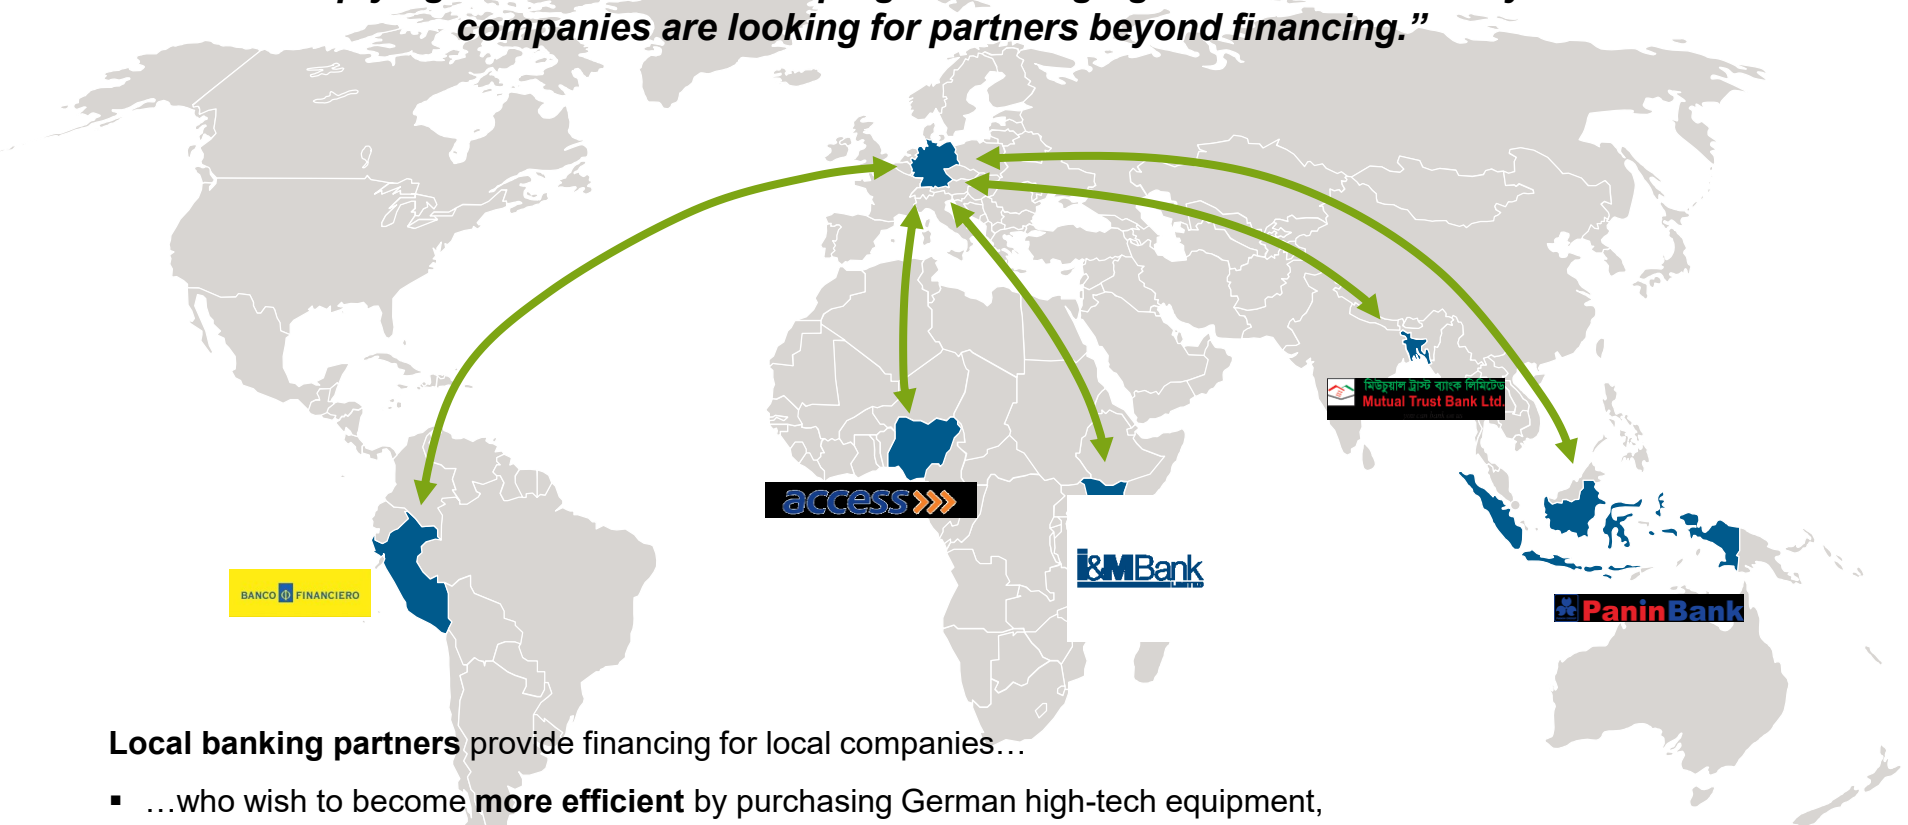 companies are looking for partners beyond financing.”
মিউচুয়াল ট্রাস্ট ব্যাংক লিমিটেড
Mutual Trust Bank Ltd.
access
I&MBank
LIMITED
BANCO FINANCIERO
PaninBank
Local banking partners provide financing for local companies…
▪ …who wish to become more efficient by purchasing German high-tech equipment,